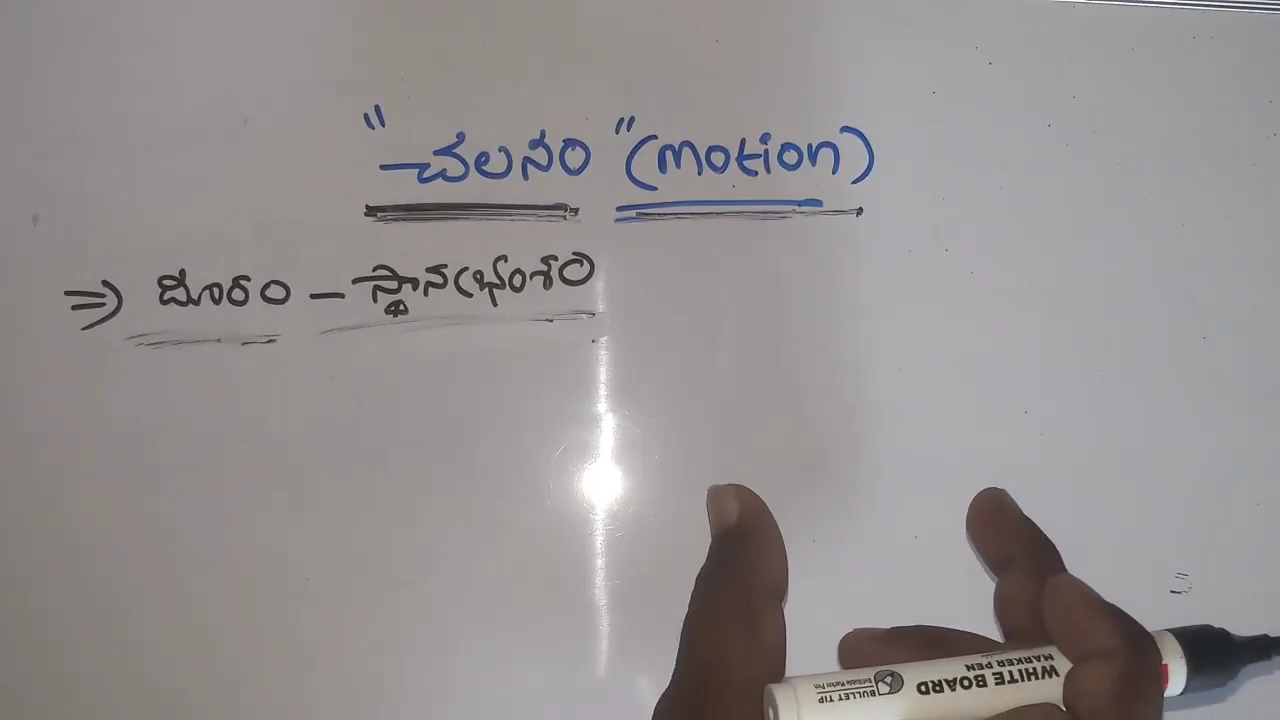 "చలనం" (motion)
=> దూరం - స్థానభ్రంశం
WHITE BOARD
MARKER PEN
BULLET TIP